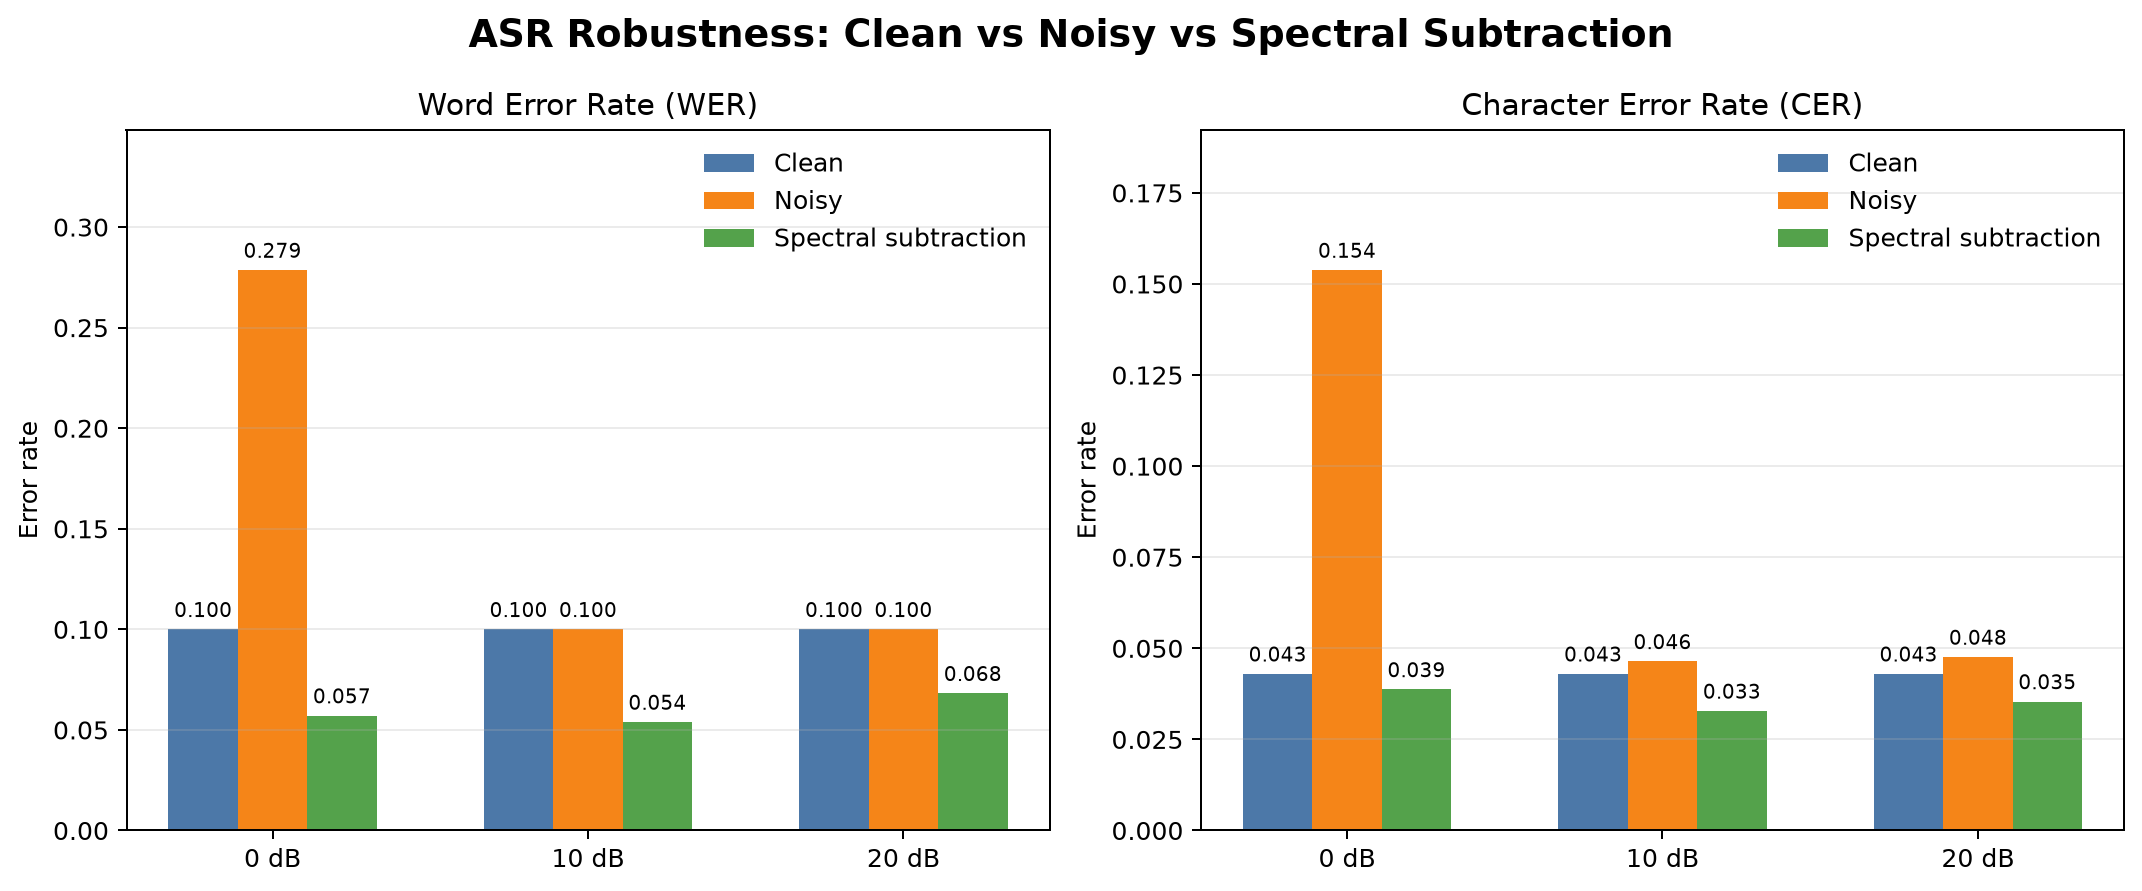 ASR Robustness: Clean vs Noisy vs Spectral Subtraction
Word Error Rate (WER)
Clean
Noisy
Spectral subtraction
Error rate
0.30
0.25
0.20
0.15
0.10
0.05
0.00
0.100
0.279
0.057
0.100
0.100
0.054
0.100
0.100
0.068
0 dB
10 dB
20 dB
Character Error Rate (CER)
Clean
Noisy
Spectral subtraction
Error rate
0.175
0.150
0.125
0.100
0.075
0.050
0.025
0.000
0.043
0.154
0.039
0.043
0.046
0.033
0.043
0.048
0.035
0 dB
10 dB
20 dB